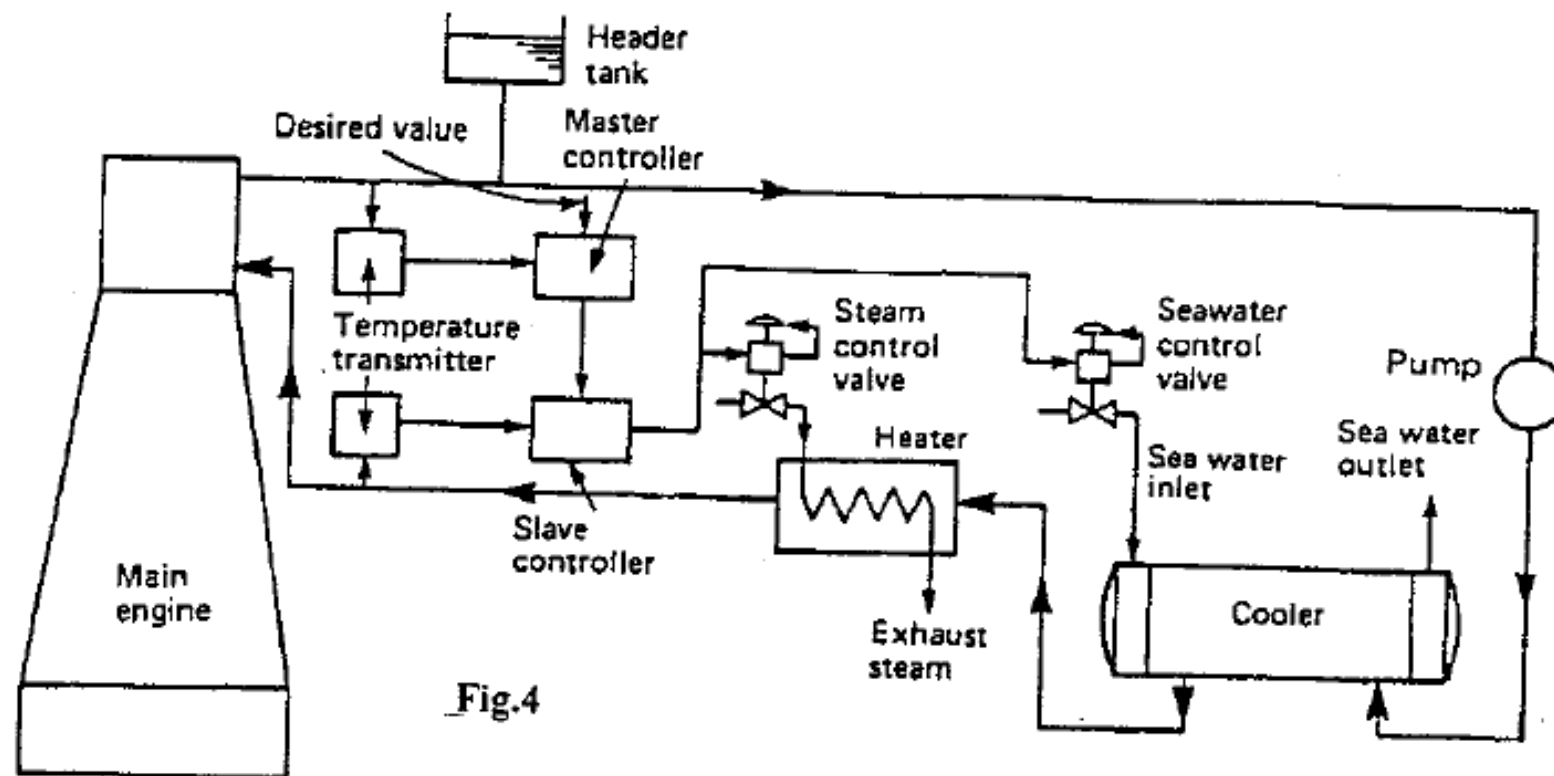 Header
tank
Desired value
Master
controller
Temperature
transmitter
Steam
control
valve
Seawater
control
valve
Pump
Heater
Sea water
inlet
Sea water
outlet
Slave
controller
Main
engine
Exhaust
steam
Cooler
Fig.4